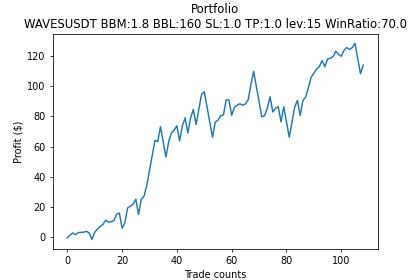 Portfolio
WAVESUSDT BBM:1.8 BBL:160 SL:1.0 TP:1.0 lev:15 WinRatio:70.0
120
100
80
60
40
20
0
Profit ($)
0 20 40 60 80 100
Trade counts